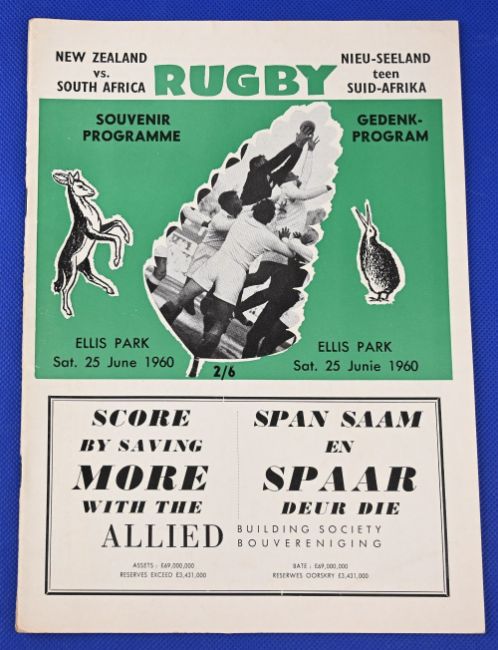 NEW ZEALAND
vs.
SOUTH AFRICA
RUGBY
NIEU-SEELAND
teen
SUID-AFRIKA
SOUVENIR
PROGRAMME
GEDENK-
PROGRAM
ELLIS PARK
Sat. 25 June 1960
2/6
ELLIS PARK
Sat. 25 Junie 1960
SCORE
BY SAVING
MORE
WITH THE
SPAN SAAM
EN
SPAAR
DEUR DIE
ALLIED BUILDING SOCIETY
BOUVERENIGING
ASSETS : £69,000,000
RESERVES EXCEED £3,431,000
BATE : £69,000,000
RESERWES OORSKRY £3,431,000